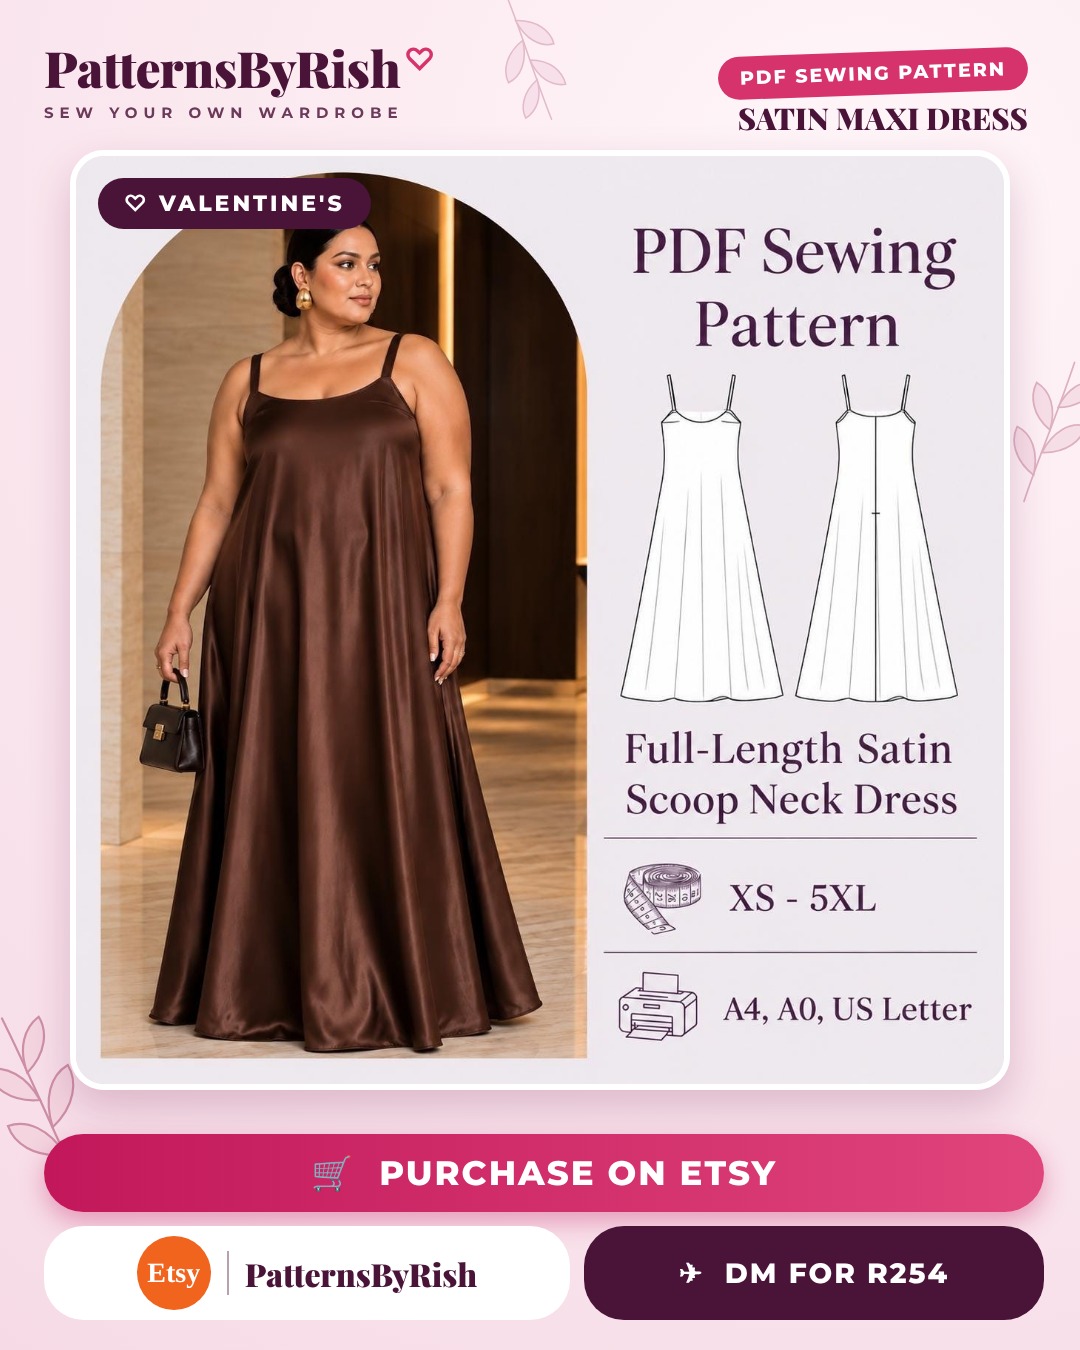 PatternsByRish♡
SEW YOUR OWN WARDROBE
PDF SEWING PATTERN
SATIN MAXI DRESS
♡ VALENTINE'S
PDF Sewing
Pattern
Full-Length Satin
Scoop Neck Dress
XS - 5XL
A4, A0, US Letter
🛒 PURCHASE ON ETSY
Etsy | PatternsByRish
✈ DM FOR R254